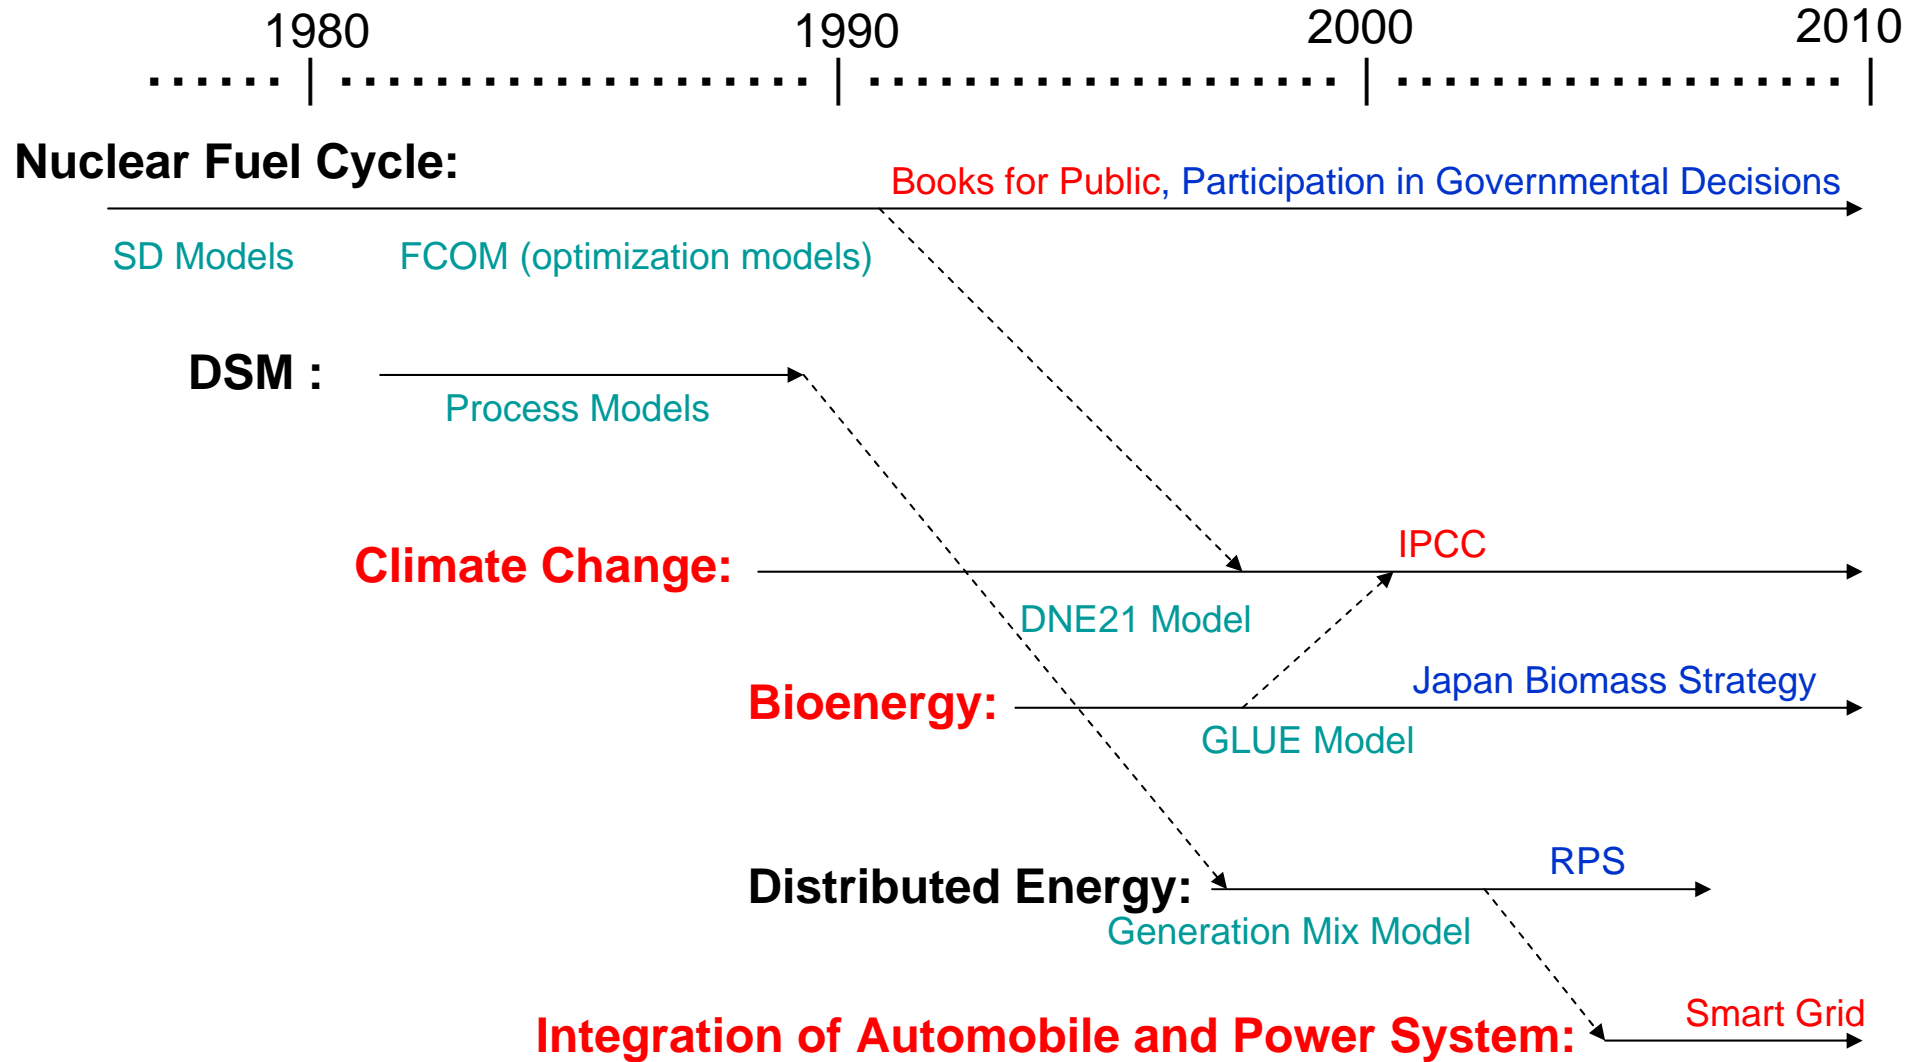 1980 1990 2000 2010
Nuclear Fuel Cycle:
Books for Public, Participation in Governmental Decisions
SD Models
FCOM (optimization models)
DSM :
Process Models
Climate Change:
IPCC
DNE21 Model
Bioenergy:
Japan Biomass Strategy
GLUE Model
Distributed Energy:
RPS
Generation Mix Model
Integration of Automobile and Power System:
Smart Grid